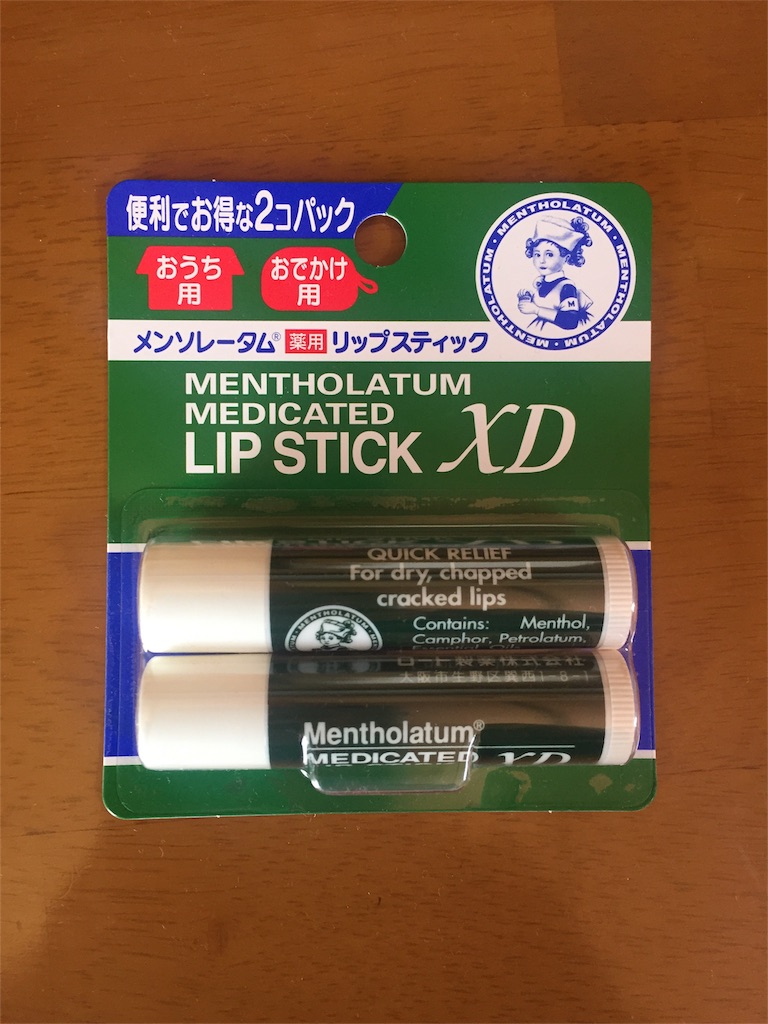 便利でお得な2コパック
おうち
用
おでかけ
用
MENTHOLATUM · MENTHOLATUM · MENTHOLATUM ·
M
メンソレータム® 薬用 リップスティック
MENTHOLATUM
MEDICATED
LIP STICK XD
QUICK RELIEF
For dry, chapped
cracked lips
MENTHOLATUM
Contains: Menthol,
Camphor, Petrolatum,
Essential Oils
ロート製薬株式会社
大阪市生野区巽西1-8-1
Mentholatum®
MEDICATED XD